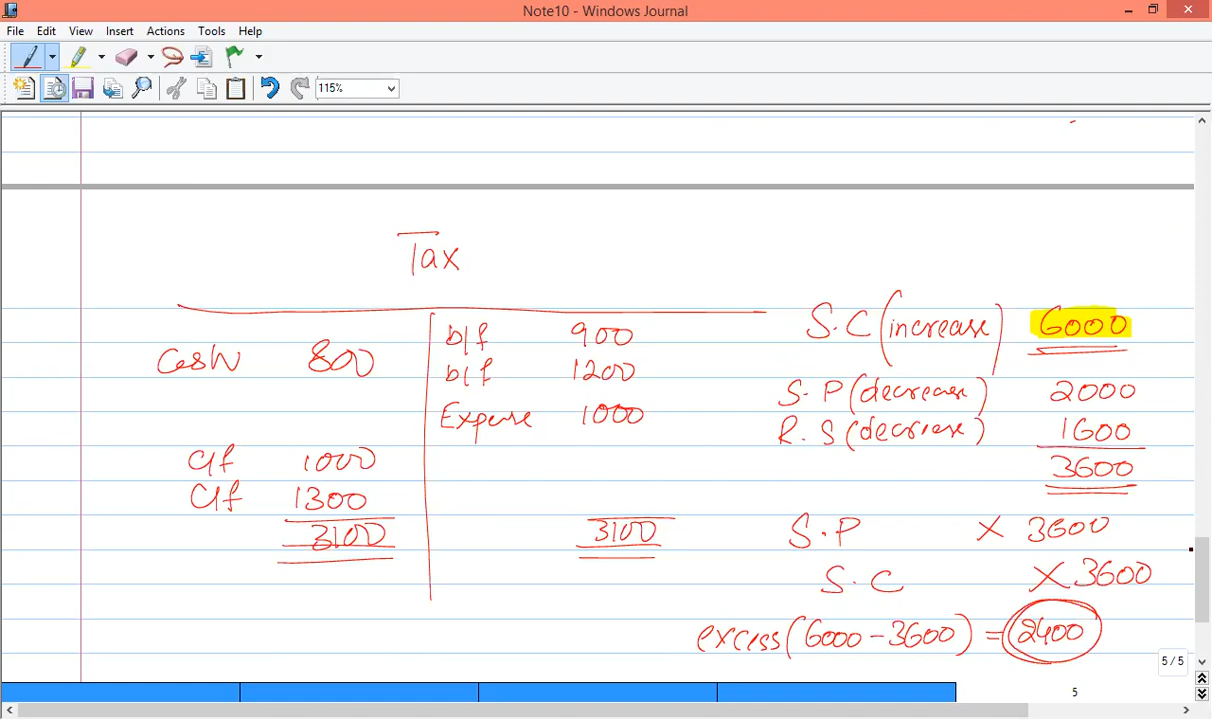 Note10 - Windows Journal
File Edit View Insert Actions Tools Help
115%
Tax
Cash 800
C/f 1000
C/f 1300
3100
b/f 900
b/f 1200
Expense 1000
3100
S.C (increase) 6000
S.P (decrease) 2000
R.S (decrease) 1600
3600
S.P X 3600
S.C X 3600
excess (6000 - 3600) = 2400
5 / 5
5